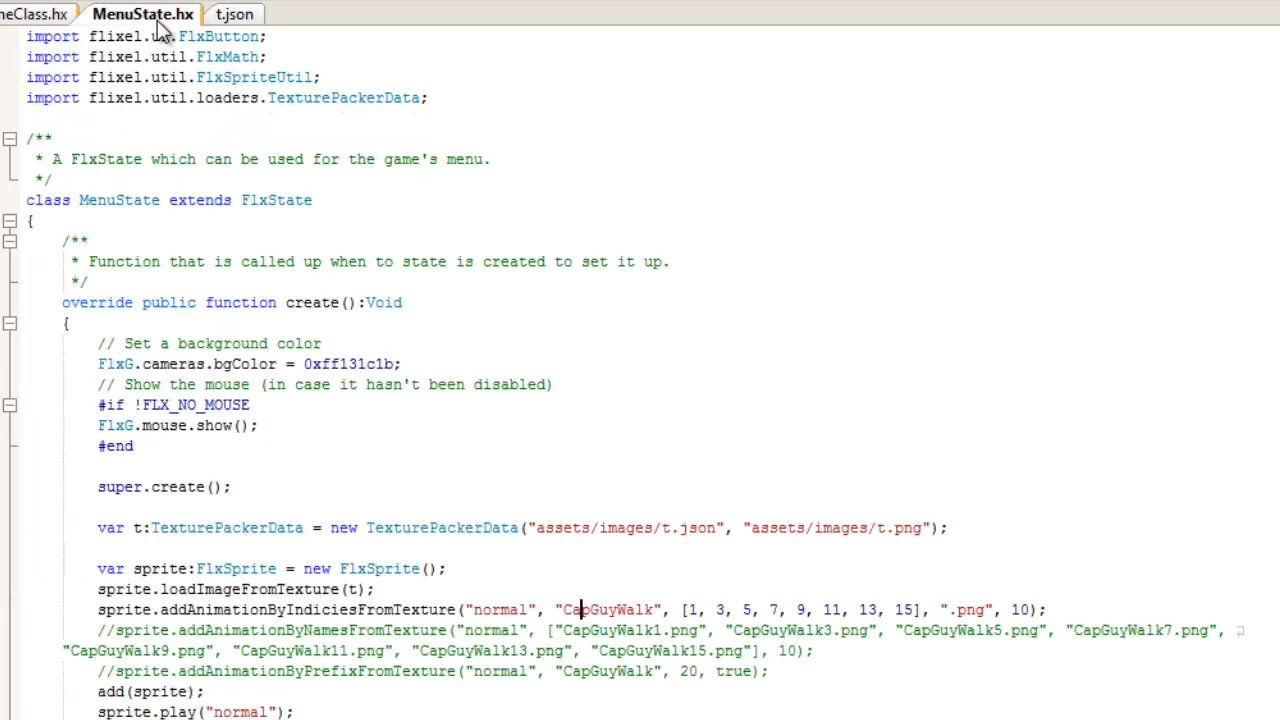 neClass.hx MenuState.hx t.json
import flixel.ui.FlxButton;
import flixel.util.FlxMath;
import flixel.util.FlxSpriteUtil;
import flixel.util.loaders.TexturePackerData;
/**
* A FlxState which can be used for the game's menu.
*/
class MenuState extends FlxState
{
/**
* Function that is called up when to state is created to set it up.
*/
override public function create():Void
{
// Set a background color
FlxG.cameras.bgColor = 0xff131c1b;
// Show the mouse (in case it hasn't been disabled)
#if !FLX_NO_MOUSE
FlxG.mouse.show();
#end
super.create();
var t:TexturePackerData = new TexturePackerData("assets/images/t.json", "assets/images/t.png");
var sprite:FlxSprite = new FlxSprite();
sprite.loadImageFromTexture(t);
sprite.addAnimationByIndiciesFromTexture("normal", "CapGuyWalk", [1, 3, 5, 7, 9, 11, 13, 15], ".png", 10);
//sprite.addAnimationByNamesFromTexture("normal", ["CapGuyWalk1.png", "CapGuyWalk3.png", "CapGuyWalk5.png", "CapGuyWalk7.png",
"CapGuyWalk9.png", "CapGuyWalk11.png", "CapGuyWalk13.png", "CapGuyWalk15.png"], 10);
//sprite.addAnimationByPrefixFromTexture("normal", "CapGuyWalk", 20, true);
add(sprite);
sprite.play("normal");